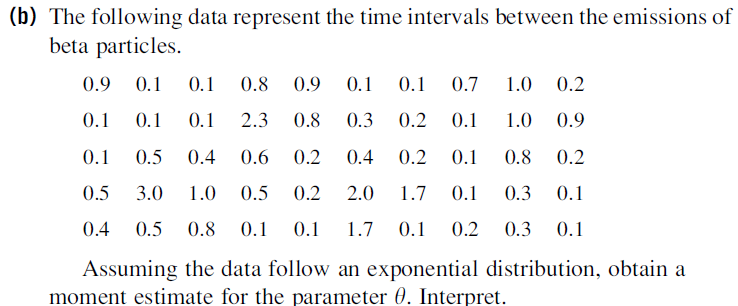 (b) The following data represent the time intervals between the emissions of
beta particles.
0.9 0.1 0.1 0.8 0.9 0.1 0.1 0.7 1.0 0.2
0.1 0.1 0.1 2.3 0.8 0.3 0.2 0.1 1.0 0.9
0.1 0.5 0.4 0.6 0.2 0.4 0.2 0.1 0.8 0.2
0.5 3.0 1.0 0.5 0.2 2.0 1.7 0.1 0.3 0.1
0.4 0.5 0.8 0.1 0.1 1.7 0.1 0.2 0.3 0.1
Assuming the data follow an exponential distribution, obtain a
moment estimate for the parameter θ. Interpret.